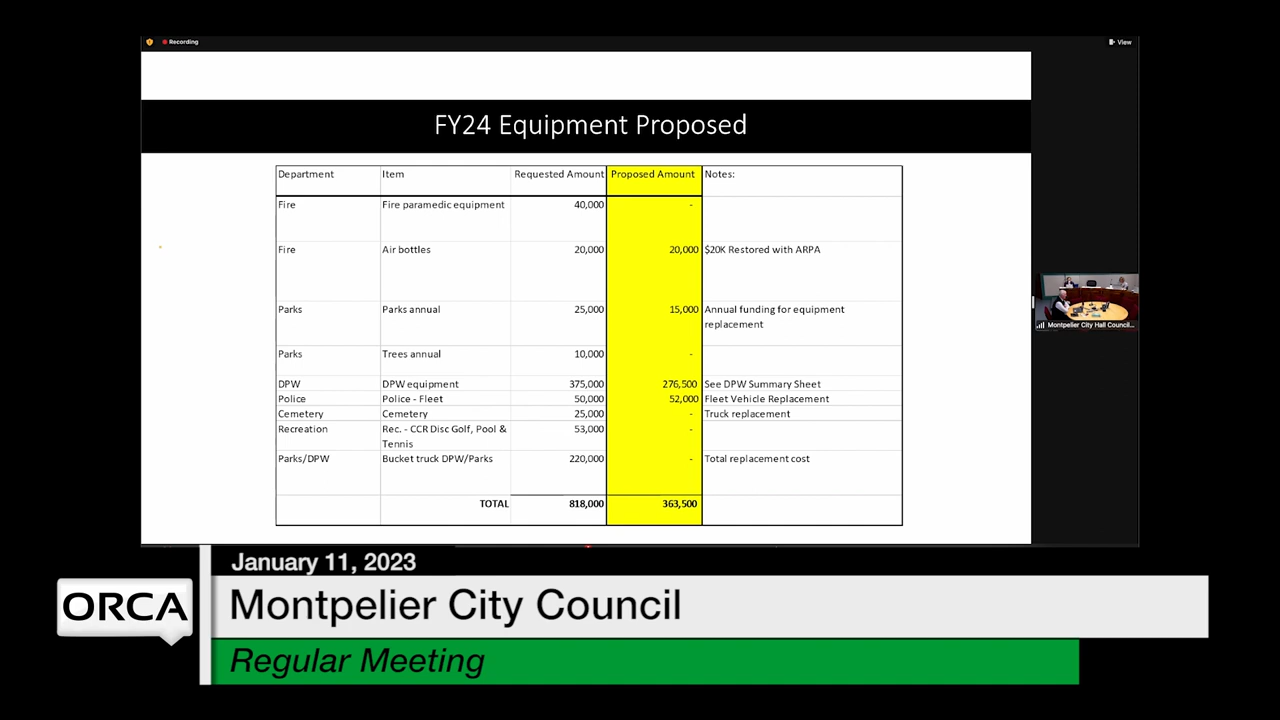 Recording
View
FY24 Equipment Proposed
Department Item Requested Amount Proposed Amount Notes:
Fire Fire paramedic equipment 40,000 -
Fire Air bottles 20,000 20,000 $20K Restored with ARPA
Parks Parks annual 25,000 15,000 Annual funding for equipment
replacement
Parks Trees annual 10,000 -
DPW DPW equipment 375,000 276,500 See DPW Summary Sheet
Police Police - Fleet 50,000 52,000 Fleet Vehicle Replacement
Cemetery Cemetery 25,000 - Truck replacement
Recreation Rec. - CCR Disc Golf, Pool & 53,000 -
Tennis
Parks/DPW Bucket truck DPW/Parks 220,000 - Total replacement cost
TOTAL 818,000 363,500
Montpelier City Hall Council...
January 11, 2023
ORCA
Montpelier City Council
Regular Meeting